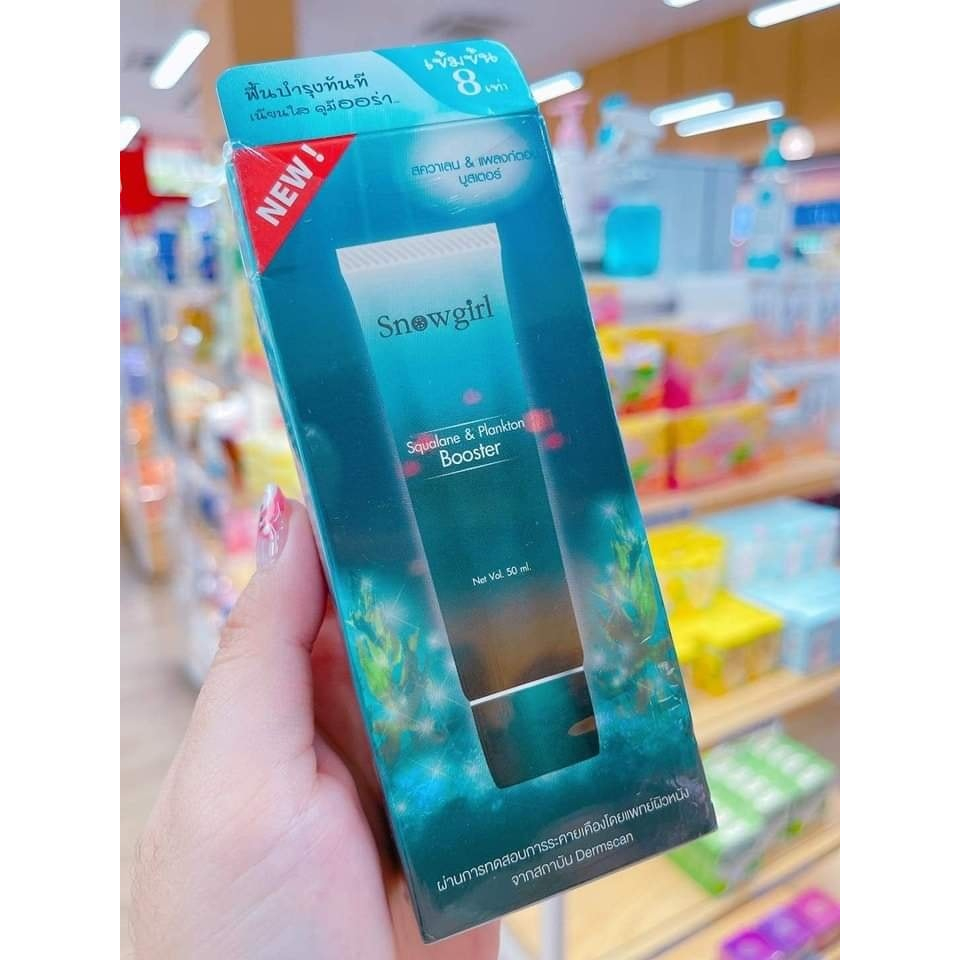 ฟื้นบำรุงทันที
เนียนใส ดูมีออร่า...
เข้มข้น
8 เท่า
NEW!
สควาเลน & แพลงก์ตอน
บูสเตอร์
Snowgirl
Squalane & Plankton
Booster
Net Vol. 50 ml.
ผ่านการทดสอบการระคายเคืองโดยแพทย์ผิวหนัง
จากสถาบัน Dermscan